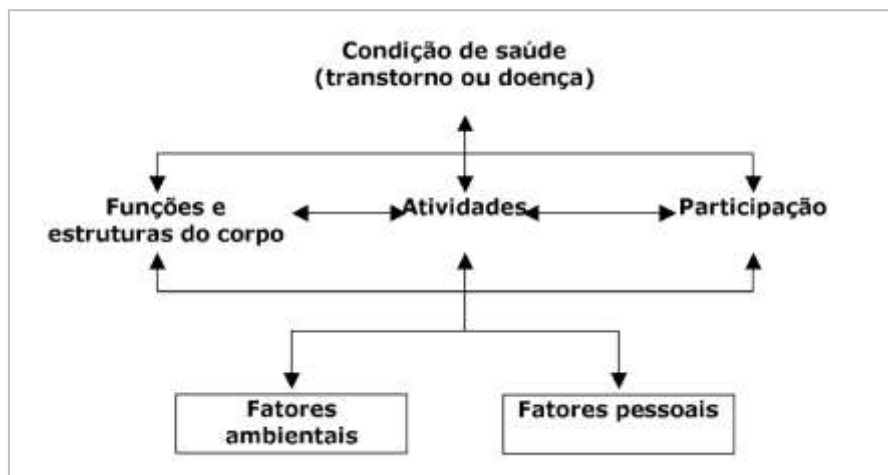 Condição de saúde
(transtorno ou doença)
Funções e
estruturas do corpo
Atividades
Participação
Fatores
ambientais
Fatores pessoais